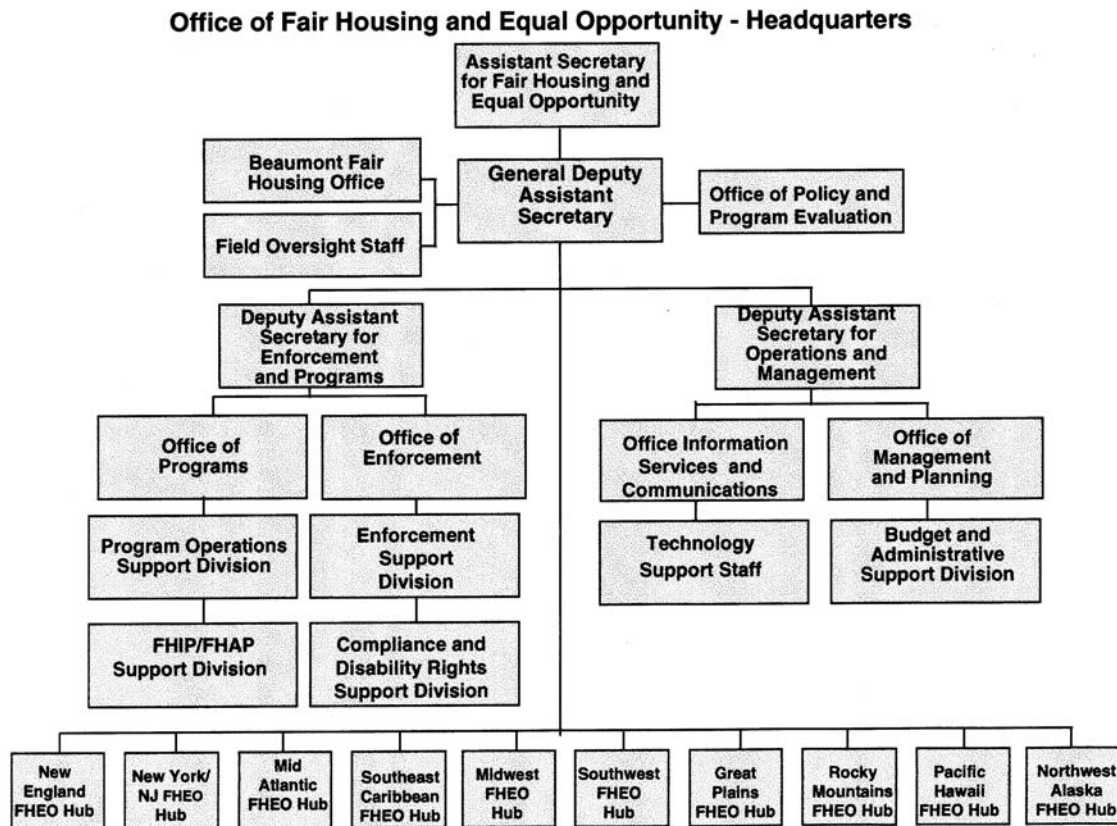 Office of Fair Housing and Equal Opportunity - Headquarters
Assistant Secretary
for Fair Housing and
Equal Opportunity
Beaumont Fair
Housing Office
General Deputy
Assistant
Secretary
Office of Policy and
Program Evaluation
Field Oversight Staff
Deputy Assistant
Secretary for
Enforcement
and Programs
Deputy Assistant
Secretary for
Operations and
Management
Office of
Programs
Office of
Enforcement
Office Information
Services and
Communications
Office of
Management
and Planning
Program Operations
Support Division
Enforcement
Support
Division
Technology
Support Staff
Budget and
Administrative
Support Division
FHIP/FHAP
Support Division
Compliance and
Disability Rights
Support Division
New
England
FHEO Hub
New York/
NJ FHEO
Hub
Mid
Atlantic
FHEO Hub
Southeast
Caribbean
FHEO Hub
Midwest
FHEO
Hub
Southwest
FHEO
Hub
Great
Plains
FHEO Hub
Rocky
Mountains
FHEO Hub
Pacific
Hawaii
FHEO Hub
Northwest
Alaska
FHEO Hub